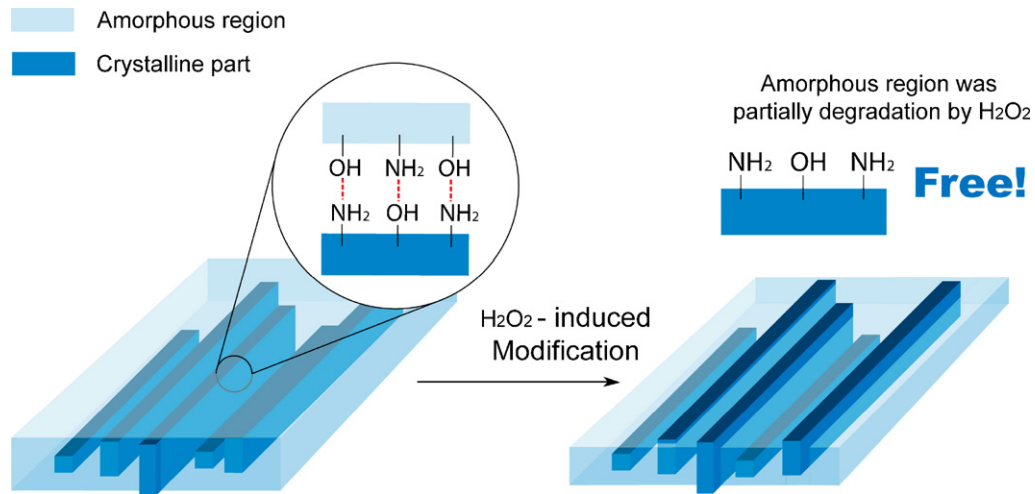 Amorphous region
Crystalline part
OH NH₂ OH
NH₂ OH NH₂
H₂O₂ - induced
Modification
Amorphous region was
partially degradation by H₂O₂
NH₂ OH NH₂
Free!